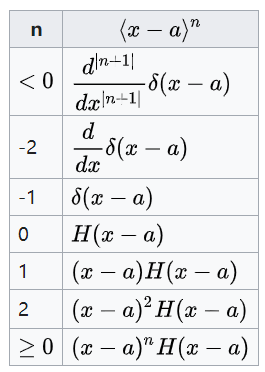 n ⟨x − a⟩ⁿ
< 0 d^|n+1| / dx^|n+1| δ(x − a)
-2 d / dx δ(x − a)
-1 δ(x − a)
0 H(x − a)
1 (x − a)H(x − a)
2 (x − a)²H(x − a)
≥ 0 (x − a)ⁿH(x − a)